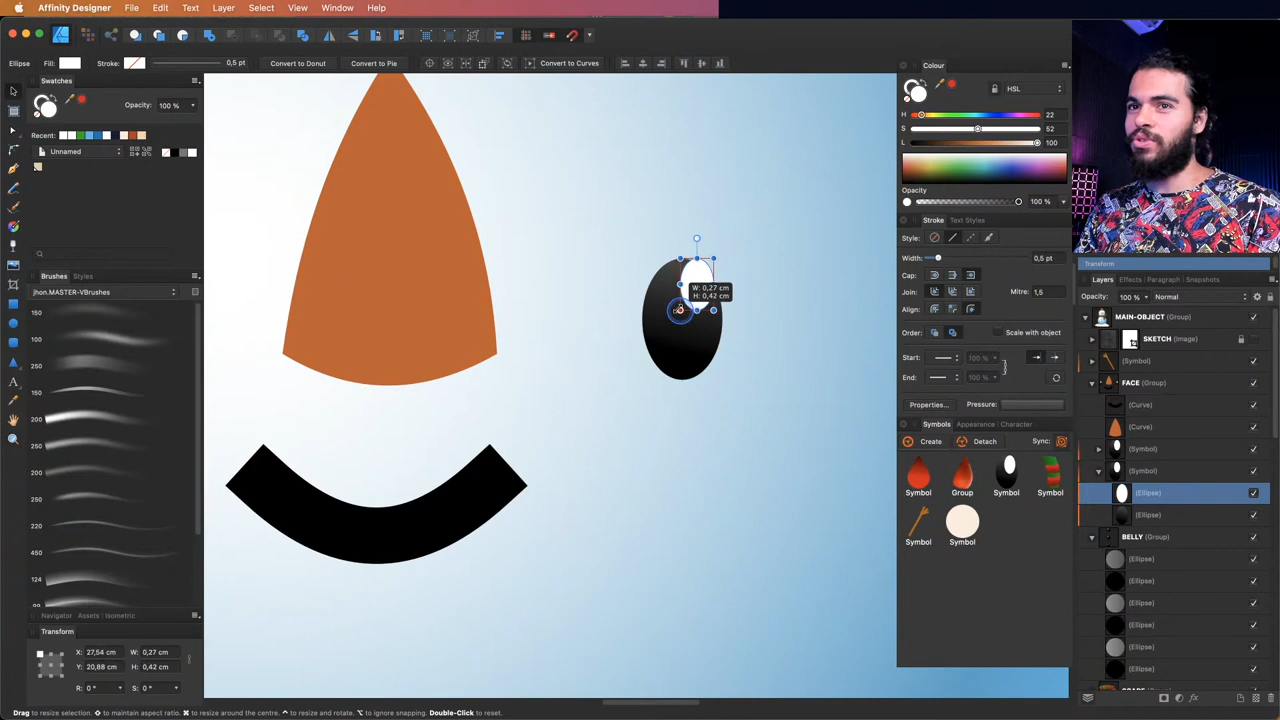 Affinity Designer File Edit Text Layer Select View Window Help
Ellipse Fill: Stroke: 0,5 pt Convert to Donut Convert to Pie Convert to Curves
Swatches
Opacity: 100 %
Recent:
Unnamed
Brushes Styles
jhon.MASTER-VBrushes
150
150
150
150
200
250
250
200
220
450
124
99
Navigator Assets Isometric
Transform
X: 27,54 cm W: 0,27 cm
Y: 20,88 cm H: 0,42 cm
R: 0 ° S: 0 °
W: 0,27 cm
H: 0,42 cm
Colour
HSL
H 22
S 52
L 100
Opacity
100 %
Stroke Text Styles
Style:
Width: 0,5 pt
Cap:
Join: Mitre: 1,5
Align:
Order: Scale with object
Start: 100 %
End: 100 %
Properties... Pressure:
Symbols Appearance Character
Create Detach Sync:
Symbol Group Symbol Symbol
Symbol Symbol
Transform
Layers Effects Paragraph Snapshots
Opacity: 100 % Normal
MAIN-OBJECT (Group)
SKETCH (Image)
(Symbol)
FACE (Group)
(Curve)
(Curve)
(Symbol)
(Symbol)
(Ellipse)
(Ellipse)
BELLY (Group)
(Ellipse)
(Ellipse)
(Ellipse)
(Ellipse)
(Ellipse)
(Ellipse)
Drag to resize selection. ⇧ to maintain aspect ratio. ⌘ to resize around the centre. ^ to resize and rotate. ⌥ to ignore snapping. Double-Click to reset.